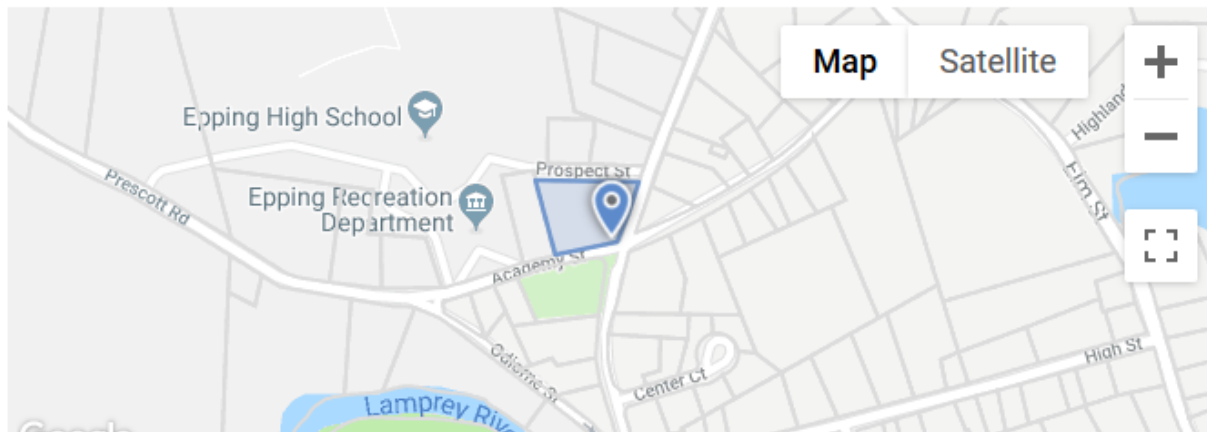 Map
Satellite
Highland
Epping High School
Prospect St
Prescott Rd
Epping Recreation
Department
Elm St
Academy St
Odiorne St
High St
Center Ct
Lamprey River
Google